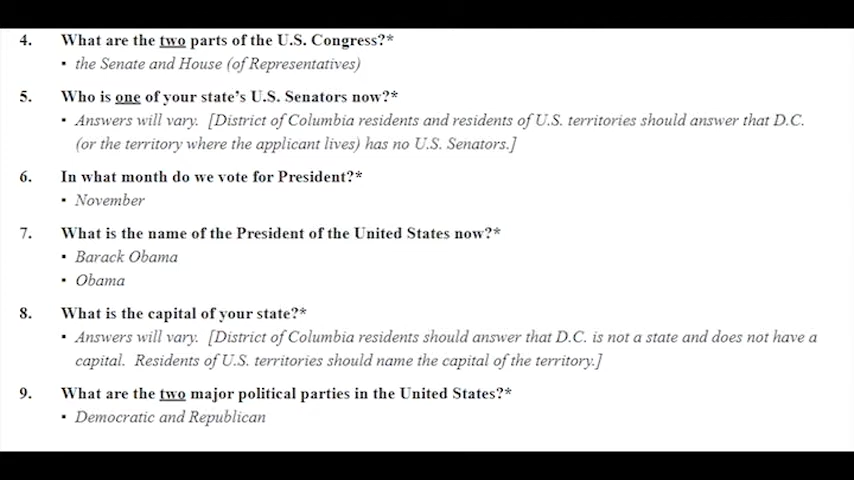 4. What are the two parts of the U.S. Congress?*
▪ the Senate and House (of Representatives)
5. Who is one of your state's U.S. Senators now?*
▪ Answers will vary. [District of Columbia residents and residents of U.S. territories should answer that D.C.
(or the territory where the applicant lives) has no U.S. Senators.]
6. In what month do we vote for President?*
▪ November
7. What is the name of the President of the United States now?*
▪ Barack Obama
▪ Obama
8. What is the capital of your state?*
▪ Answers will vary. [District of Columbia residents should answer that D.C. is not a state and does not have a
capital. Residents of U.S. territories should name the capital of the territory.]
9. What are the two major political parties in the United States?*
▪ Democratic and Republican